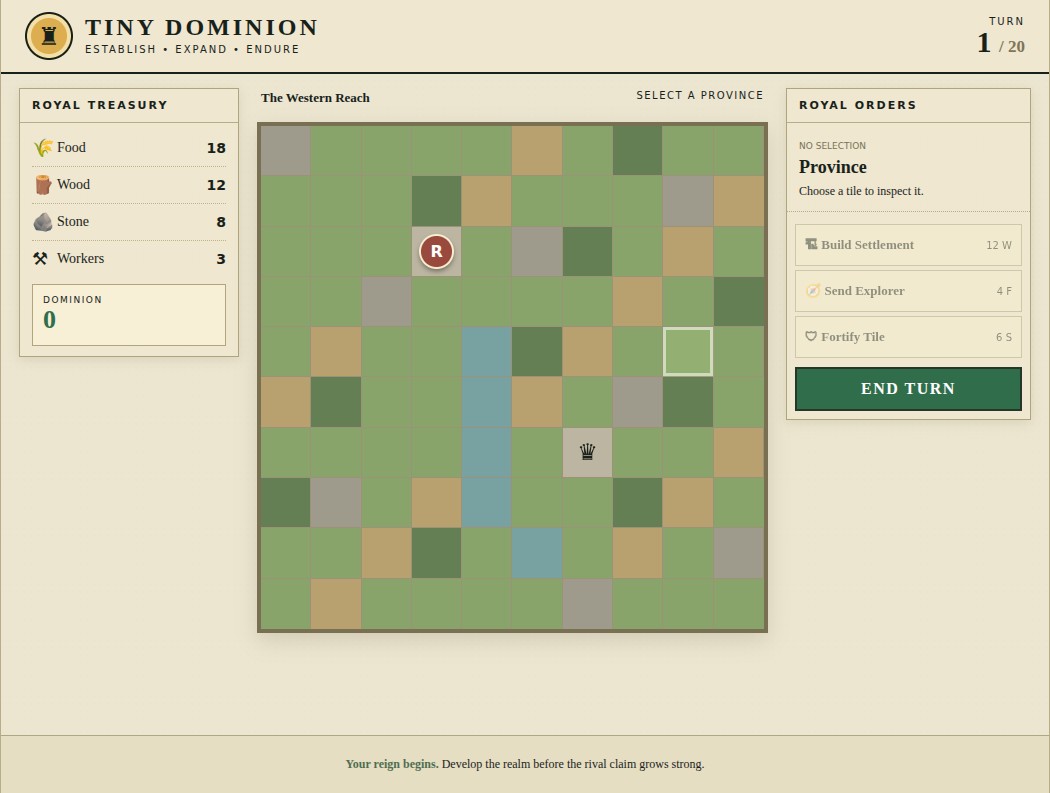 TINY DOMINION
ESTABLISH • EXPAND • ENDURE
TURN
1 / 20
ROYAL TREASURY
Food 18
Wood 12
Stone 8
Workers 3
DOMINION
0
The Western Reach
SELECT A PROVINCE
R
ROYAL ORDERS
NO SELECTION
Province
Choose a tile to inspect it.
Build Settlement 12 W
Send Explorer 4 F
Fortify Tile 6 S
END TURN
Your reign begins. Develop the realm before the rival claim grows strong.